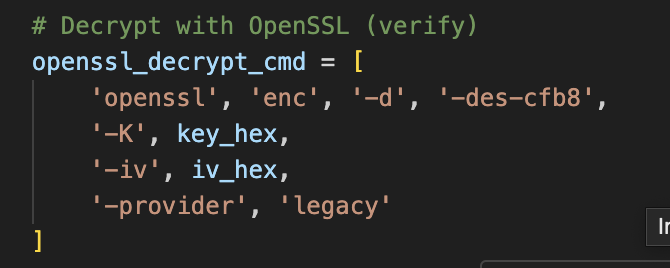 # Decrypt with OpenSSL (verify)
openssl_decrypt_cmd = [
'openssl', 'enc', '-d', '-des-cfb8',
'-K', key_hex,
'-iv', iv_hex,
'-provider', 'legacy'
]